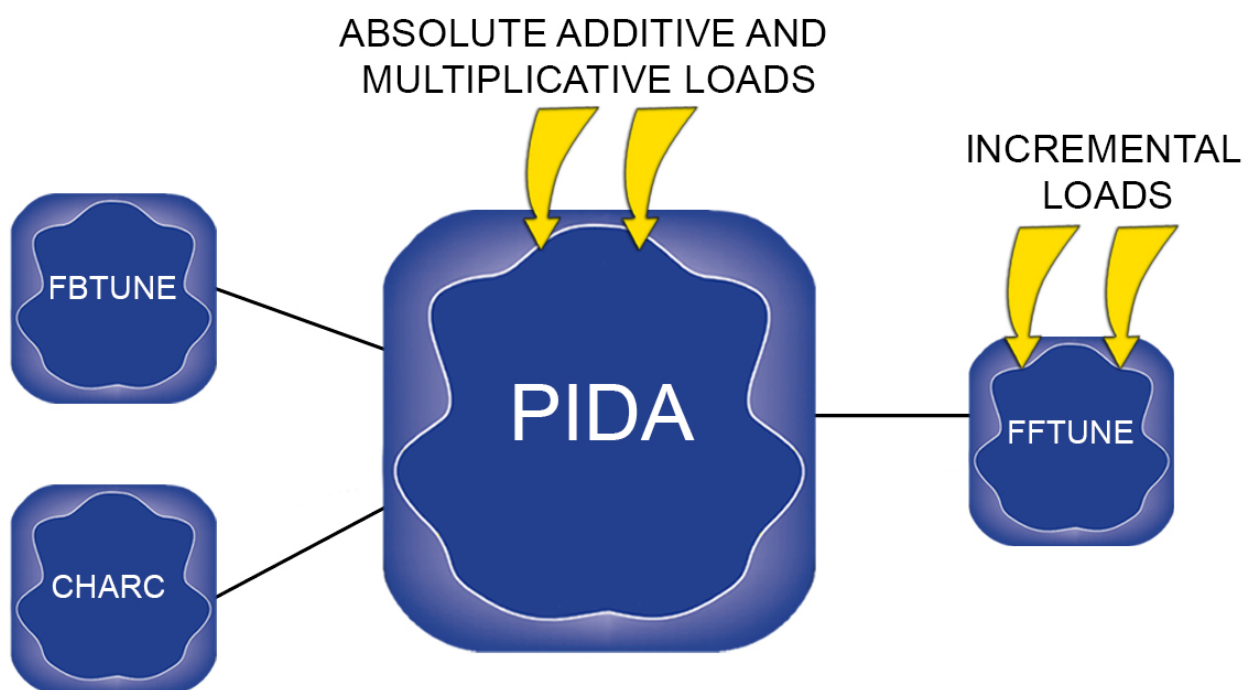 ABSOLUTE ADDITIVE AND
MULTIPLICATIVE LOADS
INCREMENTAL
LOADS
FBTUNE
PIDA
FFTUNE
CHARC